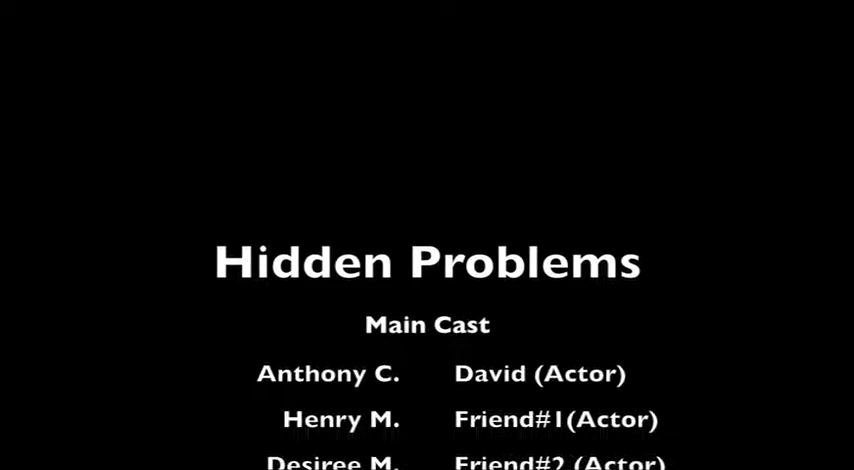 Hidden Problems
Main Cast
Anthony C. David (Actor)
Henry M. Friend#1(Actor)
Desiree M. Friend#2 (Actor)